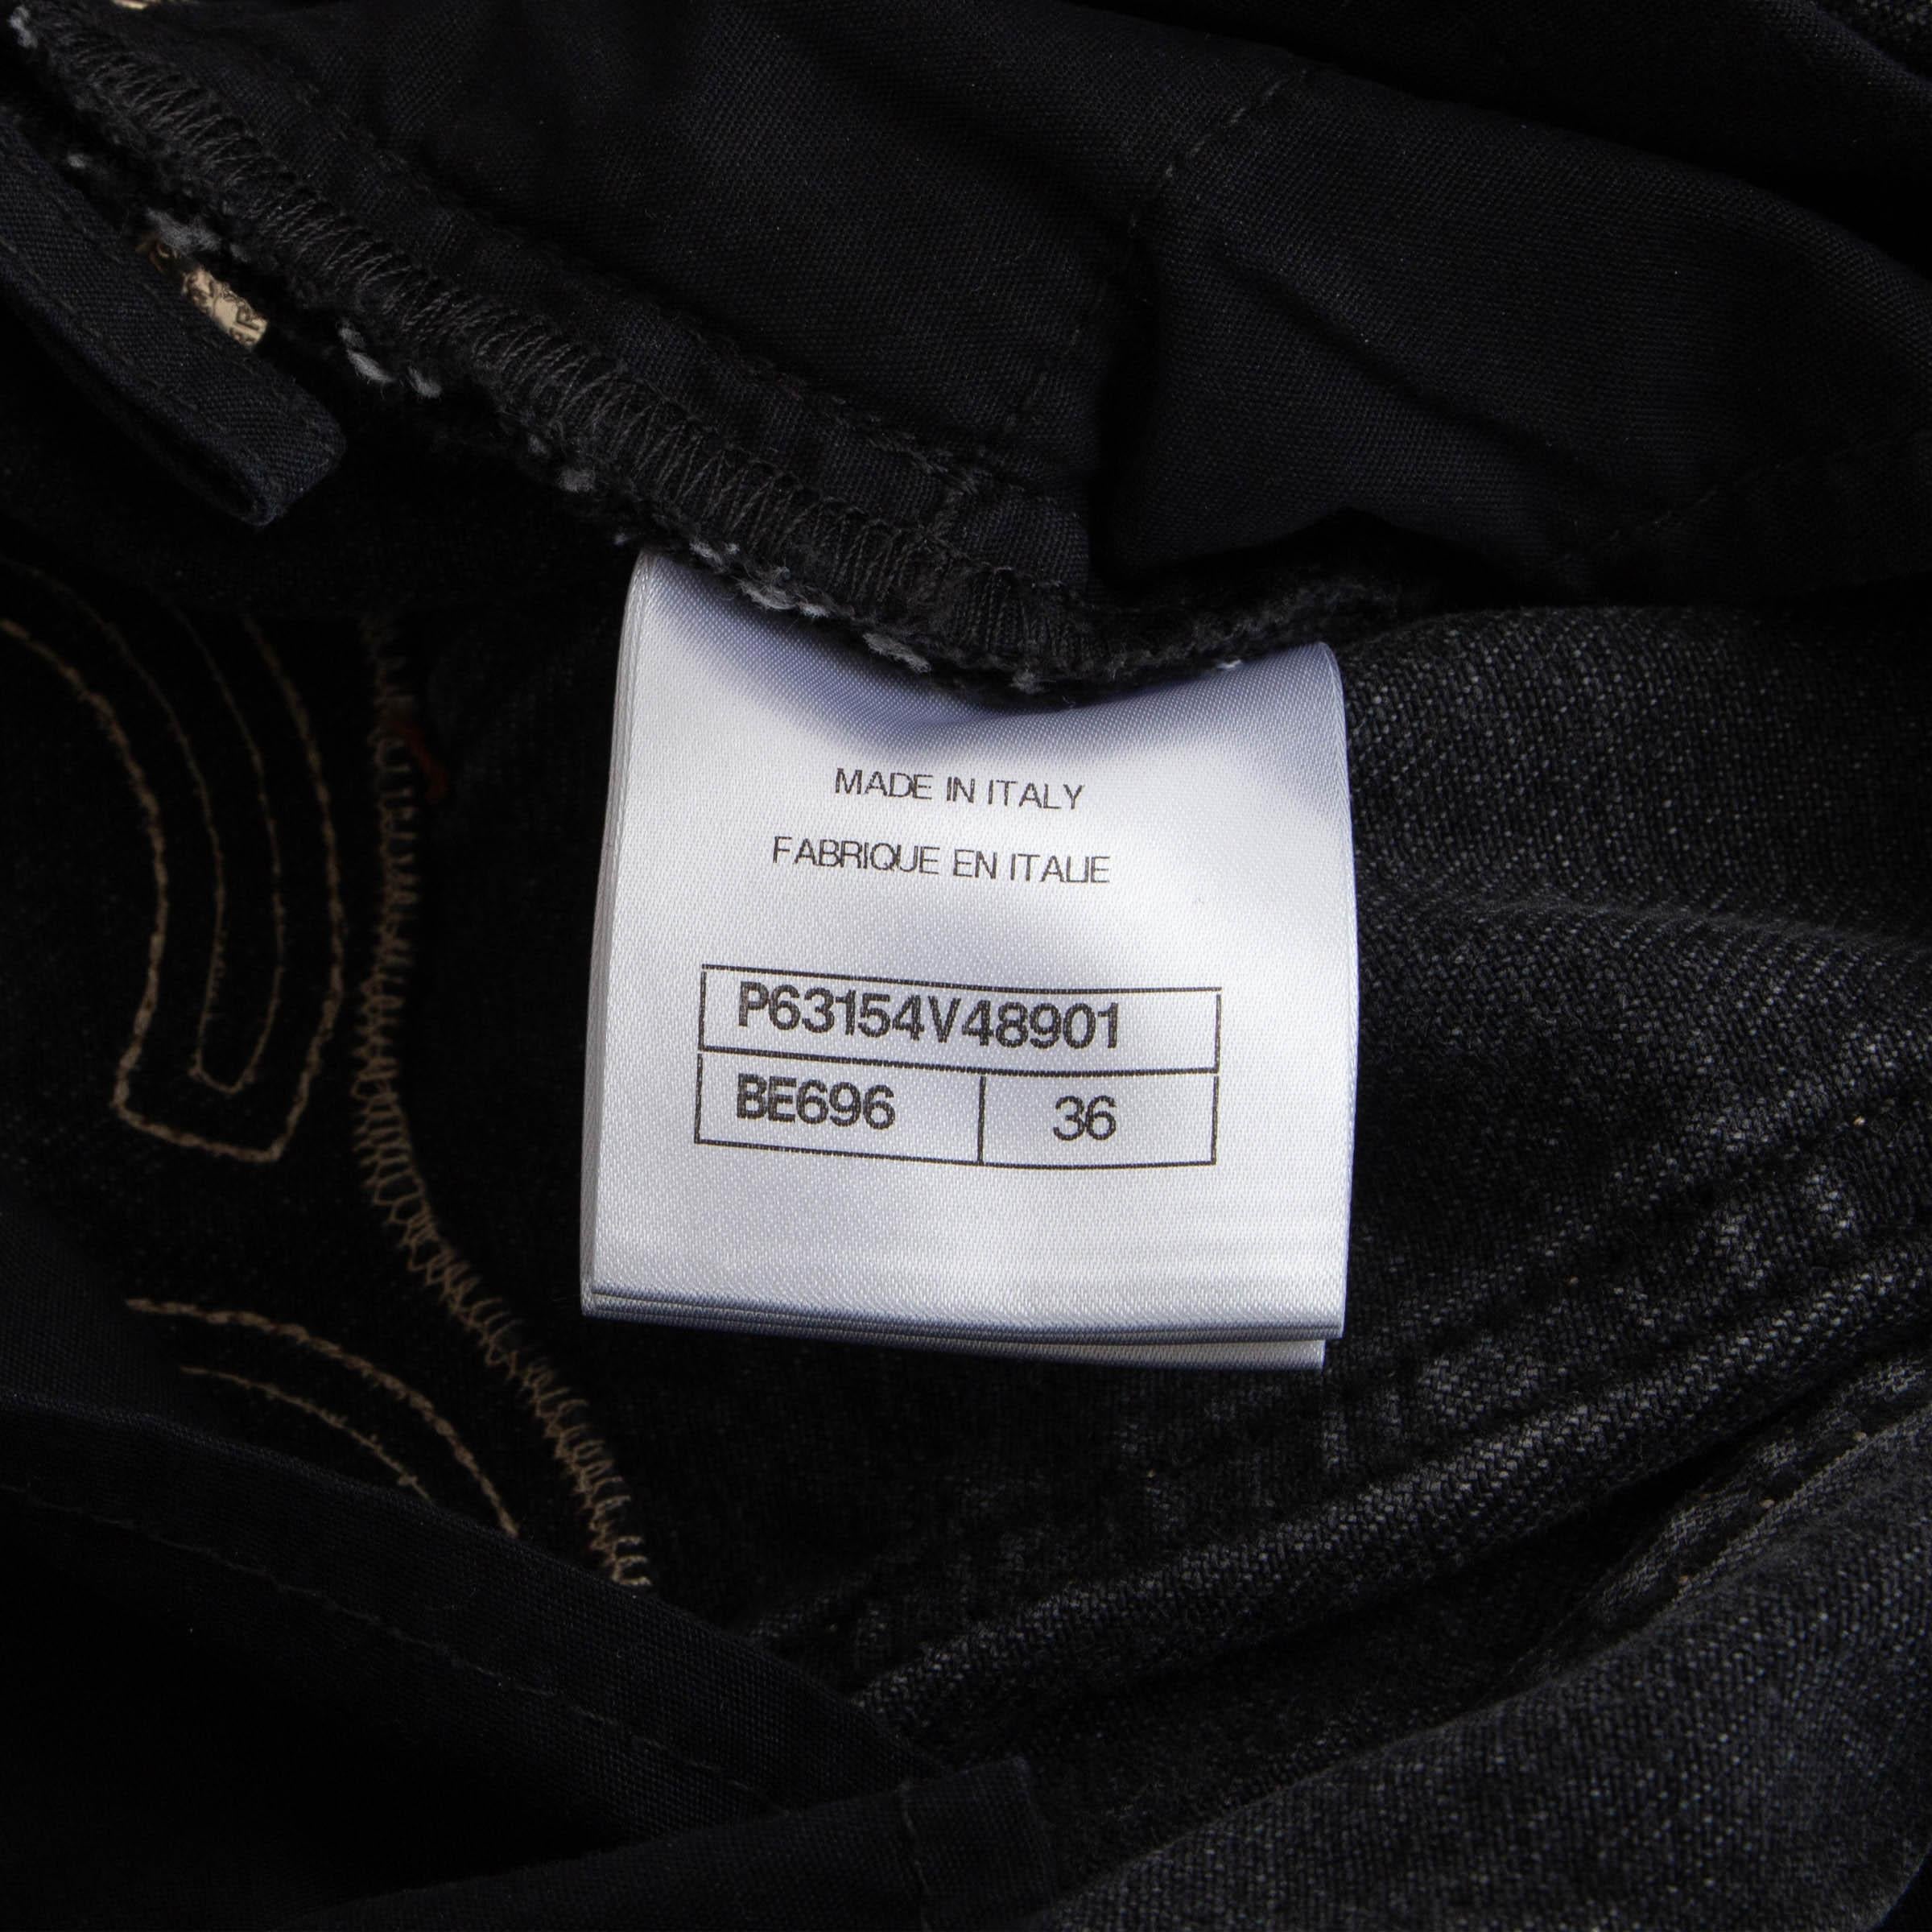 MADE IN ITALY
FABRIQUE EN ITALIE
P63154V48901
BE696 36